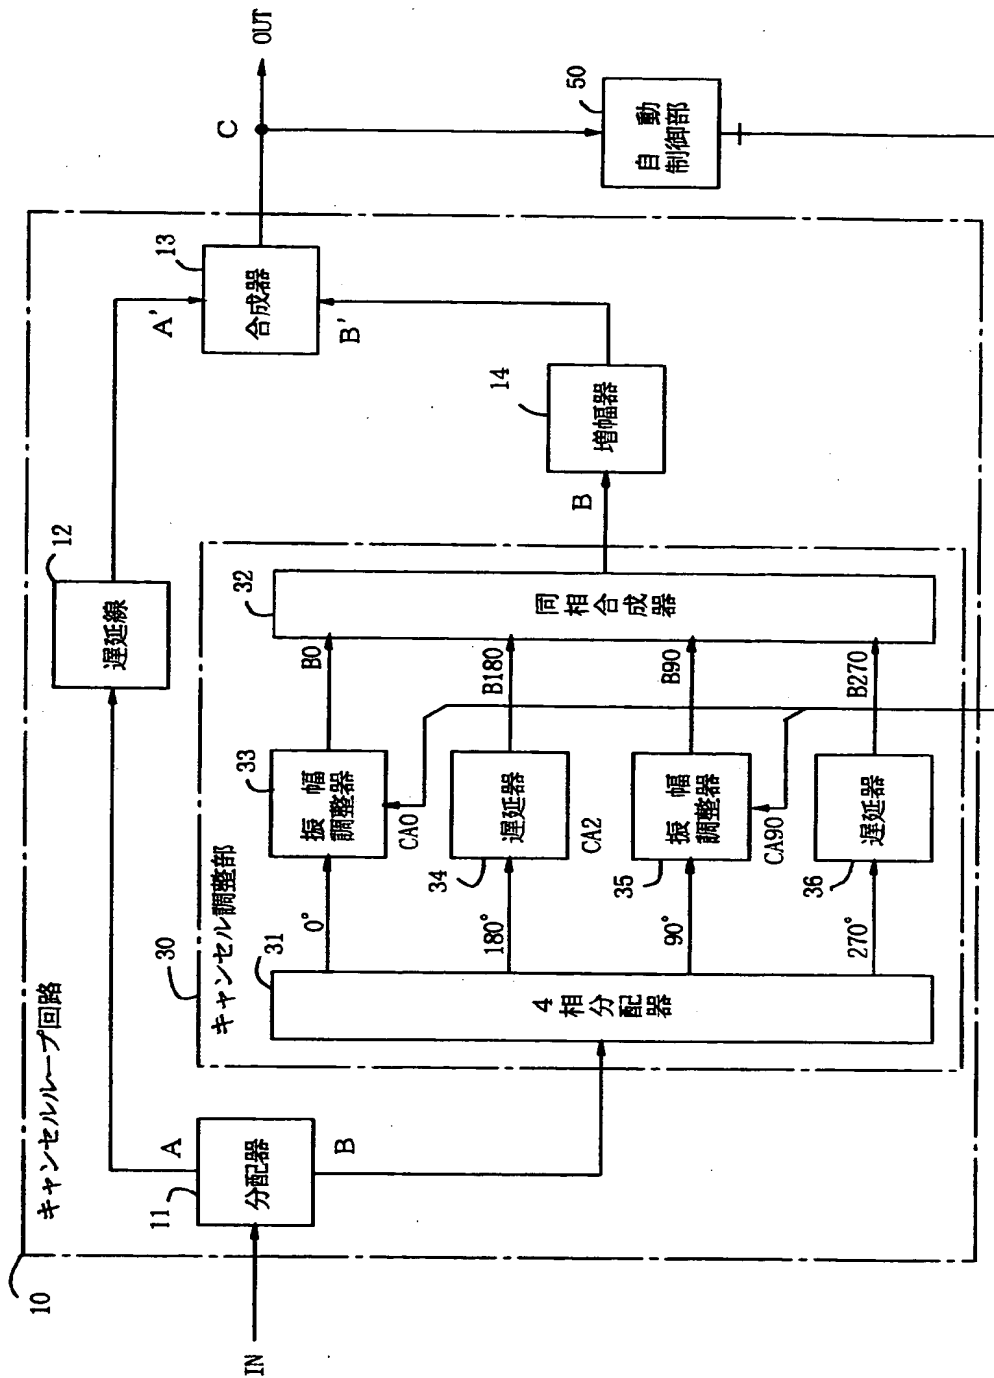 10
キャンセルループ回路
IN
11
分配器
A
B
12
遅延線
30
キャンセル調整部
31
4相分配器
0°
180°
90°
270°
33
振幅
調整器
CA0
34
遅延器
CA2
35
振幅
調整器
CA90
36
遅延器
B0
B180
B90
B270
32
同相合成器
B
14
増幅器
A'
B'
13
合成器
C
OUT
50
自動
制御部